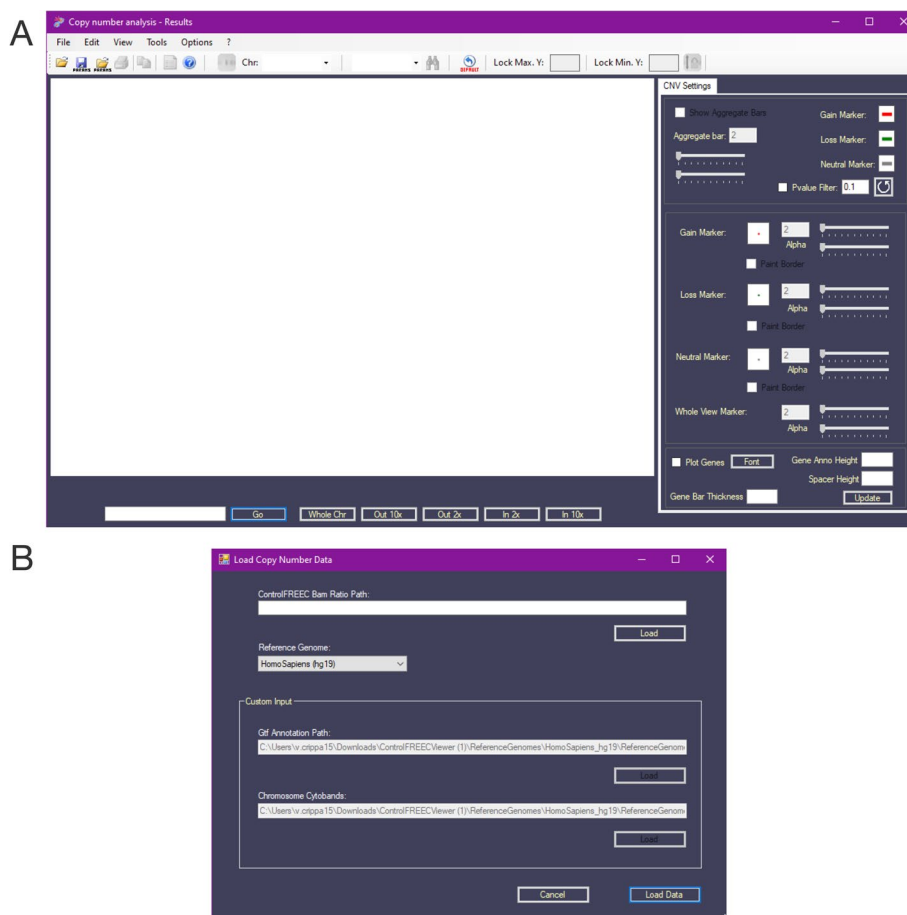 A
Copy number analysis - Results
File Edit View Tools Options ?
PARAMS PARAMS Chr: DEFAULT Lock Max. Y: Lock Min. Y:
CNV Settings
Show Aggregate Bars Gain Marker:
Aggregate bar: 2 Loss Marker:
Neutral Marker:
Pvalue Filter: 0.1
Gain Marker: 2
Alpha
Paint Border
Loss Marker: 2
Alpha
Paint Border
Neutral Marker: 2
Alpha
Paint Border
Whole View Marker: 2
Alpha
Plot Genes Font Gene Anno Height
Spacer Height
Gene Bar Thickness Update
Go Whole Chr Out 10x Out 2x In 2x In 10x
B
Load Copy Number Data
ControlFREEC Bam Ratio Path:
Load
Reference Genome:
HomoSapiens (hg19)
Custom Input
Gtf Annotation Path:
C:\Users\v.crippa15\Downloads\ControlFREECViewer (1)\ReferenceGenomes\HomoSapiens_hg19\ReferenceGenom
Load
Chromosome Cytobands:
C:\Users\v.crippa15\Downloads\ControlFREECViewer (1)\ReferenceGenomes\HomoSapiens_hg19\ReferenceGenom
Load
Cancel Load Data